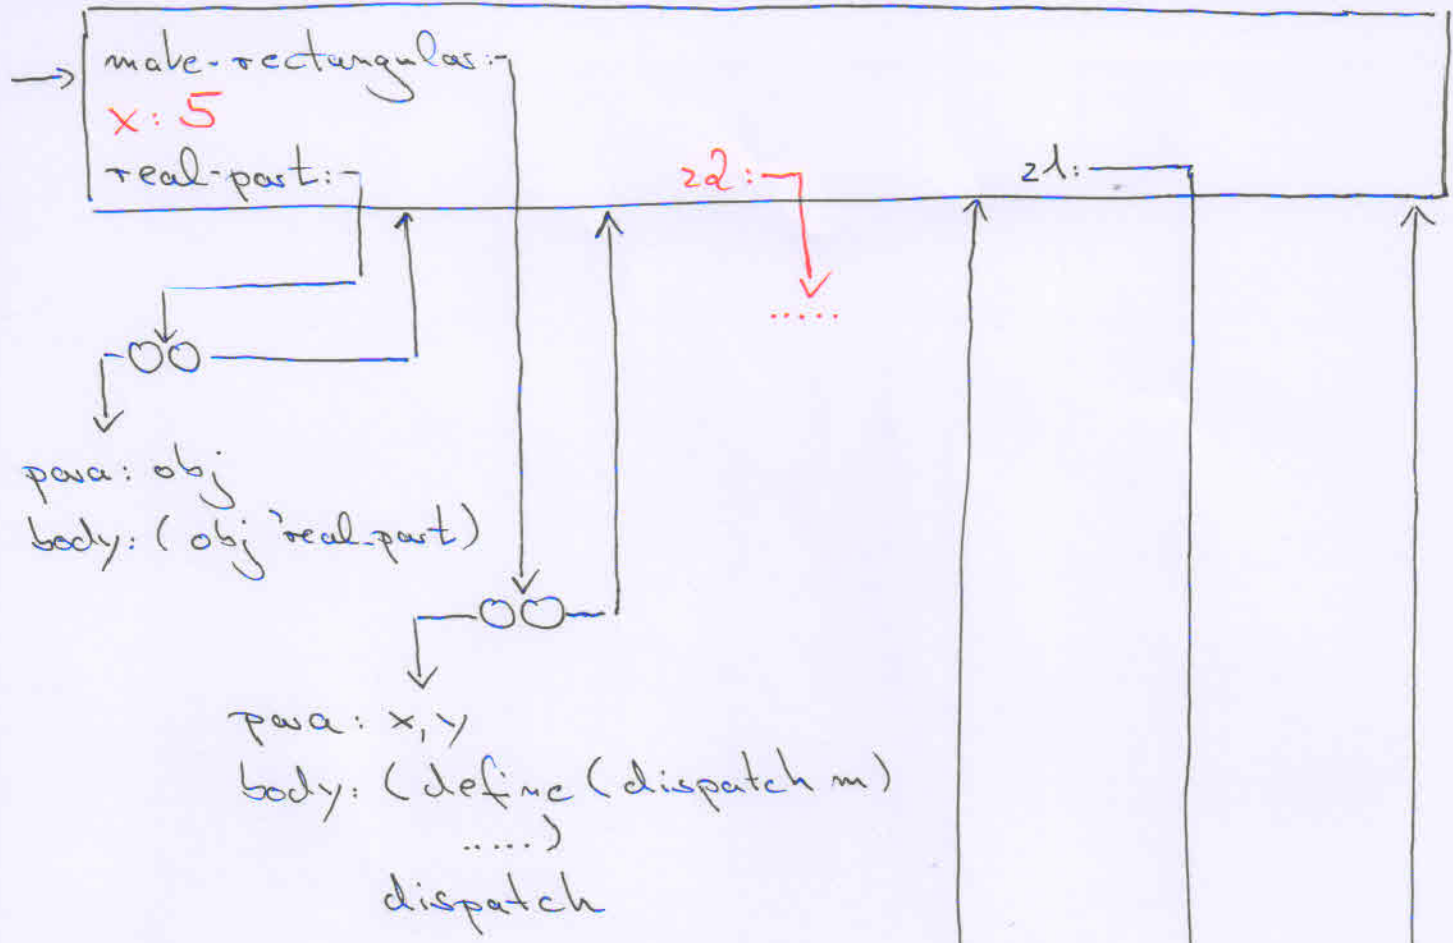 make-rectangular:
x: 5
real-part:
z2:
z1:
.....
para: obj
body: (obj 'real-part)
para: x, y
body: (define (dispatch m)
.....)
dispatch